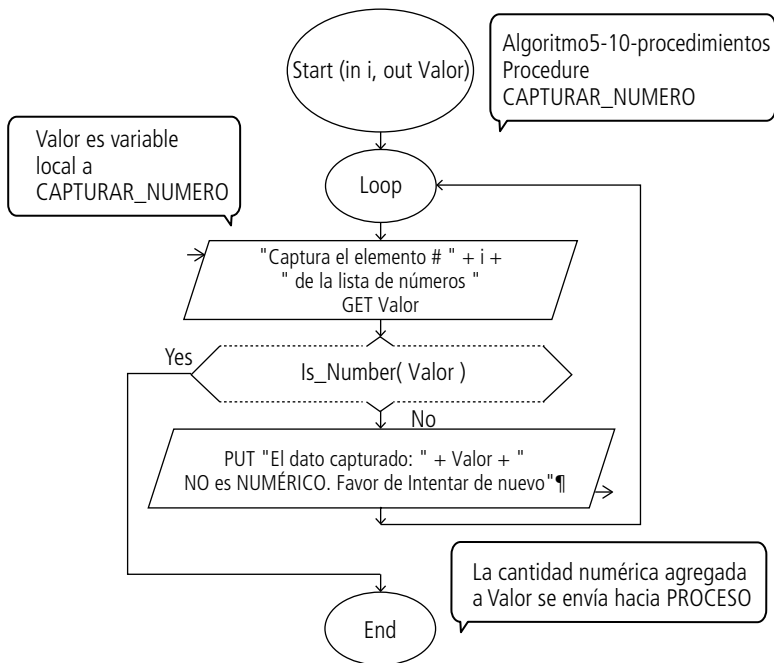 Start (in i, out Valor)
Algoritmo5-10-procedimientos
Procedure
CAPTURAR_NUMERO
Valor es variable
local a
CAPTURAR_NUMERO
Loop
"Captura el elemento # " + i +
" de la lista de números "
GET Valor
Yes
Is_Number( Valor )
No
PUT "El dato capturado: " + Valor + "
NO es NUMÉRICO. Favor de Intentar de nuevo"¶
La cantidad numérica agregada
a Valor se envía hacia PROCESO
End